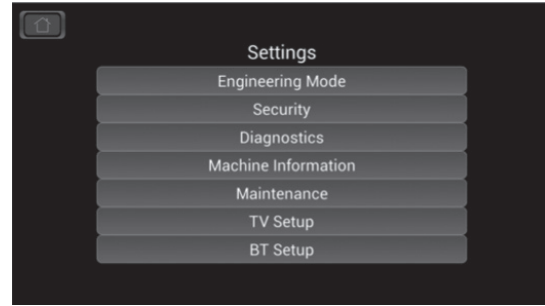 Settings
Engineering Mode
Security
Diagnostics
Machine Information
Maintenance
TV Setup
BT Setup